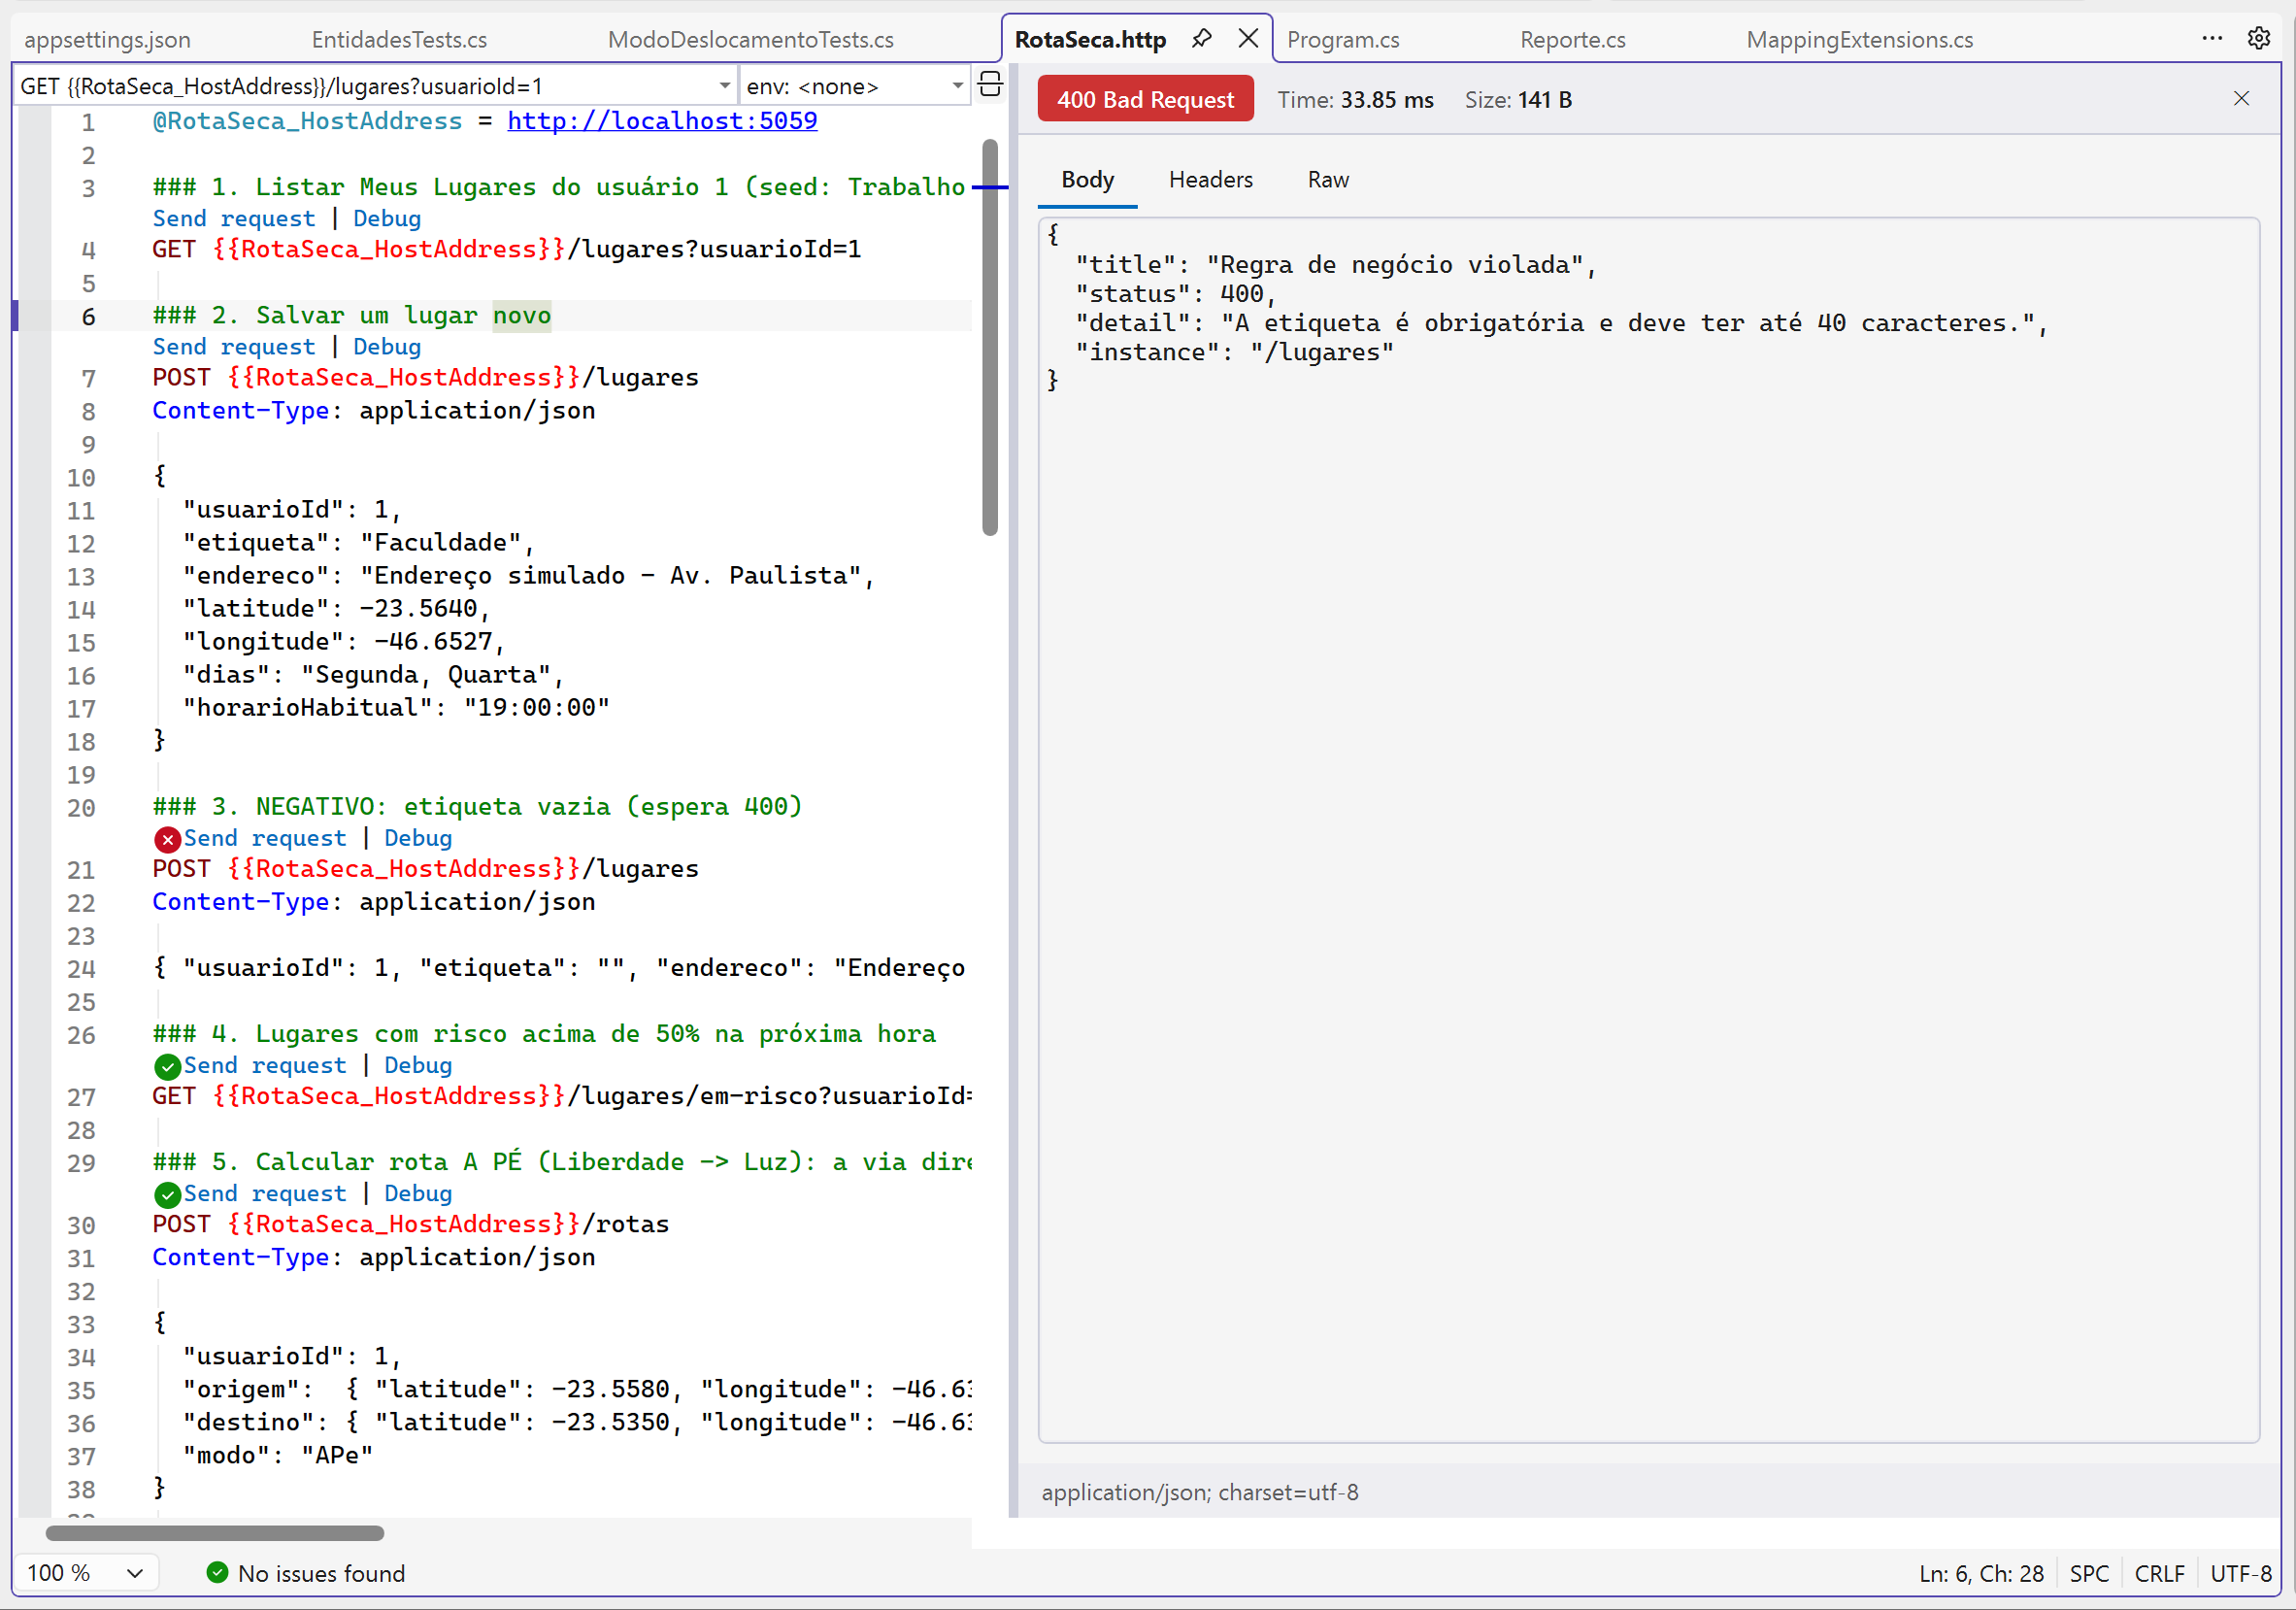 appsettings.json EntidadesTests.cs ModoDeslocamentoTests.cs RotaSeca.http Program.cs Reporte.cs MappingExtensions.cs
GET {{RotaSeca_HostAddress}}/lugares?usuarioId=1 env: <none>
1 @RotaSeca_HostAddress = http://localhost:5059
2
3 ### 1. Listar Meus Lugares do usuário 1 (seed: Trabalho
Send request | Debug
4 GET {{RotaSeca_HostAddress}}/lugares?usuarioId=1
5
6 ### 2. Salvar um lugar novo
Send request | Debug
7 POST {{RotaSeca_HostAddress}}/lugares
8 Content-Type: application/json
9
10 {
11 "usuarioId": 1,
12 "etiqueta": "Faculdade",
13 "endereco": "Endereço simulado - Av. Paulista",
14 "latitude": -23.5640,
15 "longitude": -46.6527,
16 "dias": "Segunda, Quarta",
17 "horarioHabitual": "19:00:00"
18 }
19
20 ### 3. NEGATIVO: etiqueta vazia (espera 400)
Send request | Debug
21 POST {{RotaSeca_HostAddress}}/lugares
22 Content-Type: application/json
23
24 { "usuarioId": 1, "etiqueta": "", "endereco": "Endereço
25
26 ### 4. Lugares com risco acima de 50% na próxima hora
Send request | Debug
27 GET {{RotaSeca_HostAddress}}/lugares/em-risco?usuarioId=
28
29 ### 5. Calcular rota A PÉ (Liberdade -> Luz): a via dire
Send request | Debug
30 POST {{RotaSeca_HostAddress}}/rotas
31 Content-Type: application/json
32
33 {
34 "usuarioId": 1,
35 "origem": { "latitude": -23.5580, "longitude": -46.63
36 "destino": { "latitude": -23.5350, "longitude": -46.63
37 "modo": "APe"
38 }
400 Bad Request Time: 33.85 ms Size: 141 B
Body Headers Raw
{
"title": "Regra de negócio violada",
"status": 400,
"detail": "A etiqueta é obrigatória e deve ter até 40 caracteres.",
"instance": "/lugares"
}
application/json; charset=utf-8
100 % No issues found Ln: 6, Ch: 28 SPC CRLF UTF-8